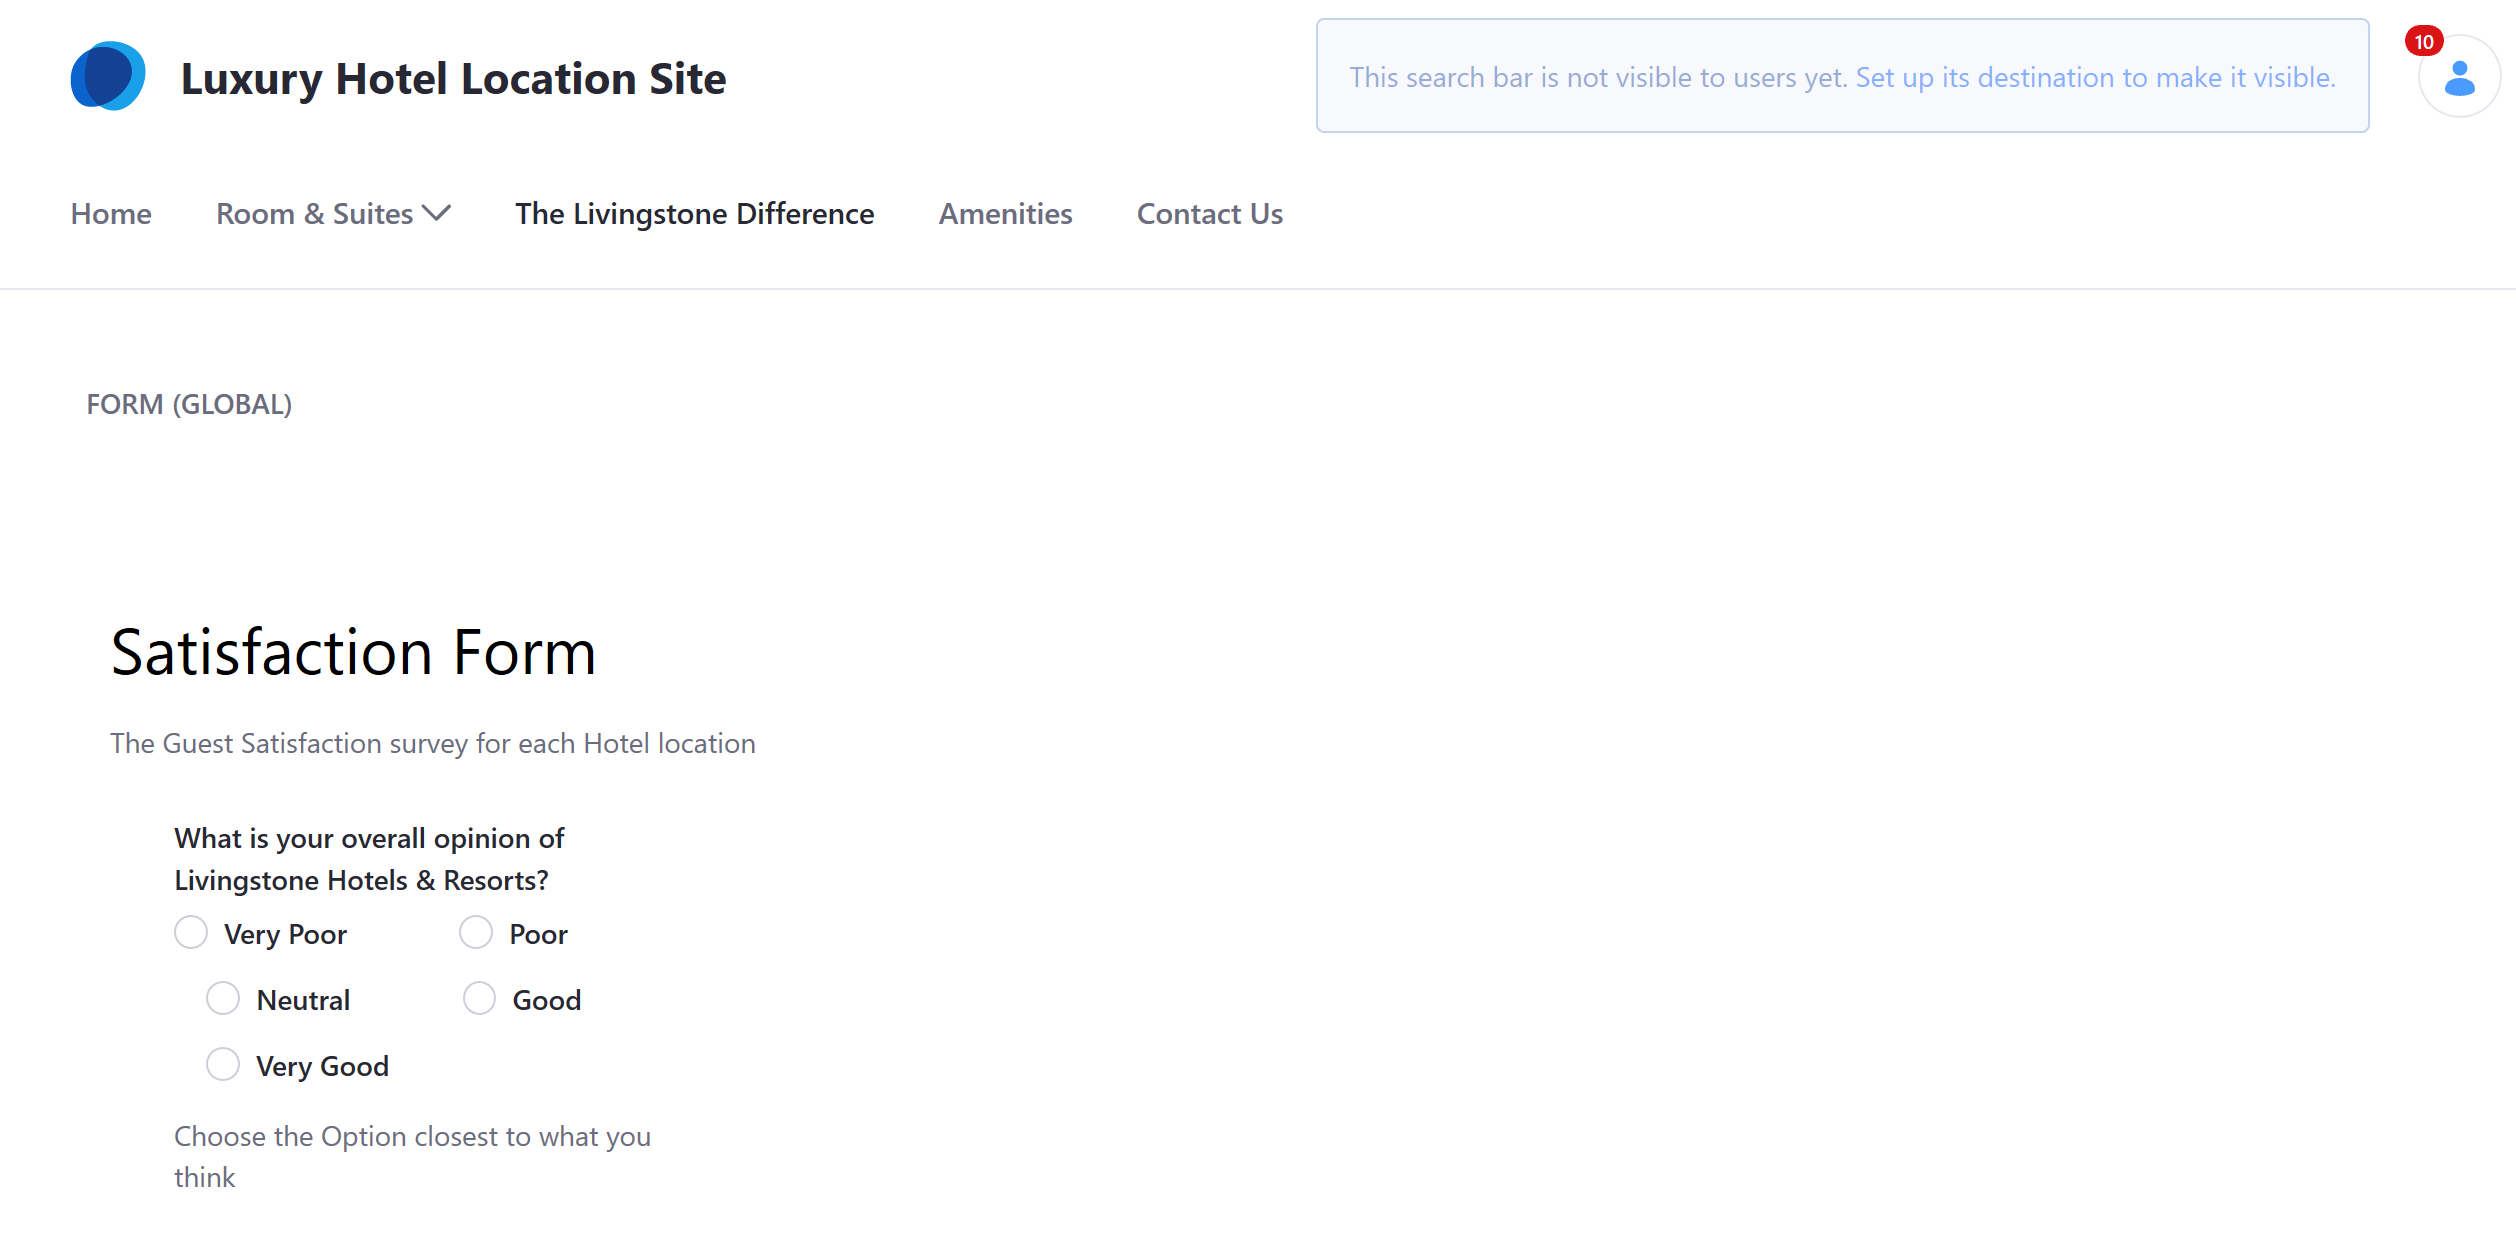 Luxury Hotel Location Site
This search bar is not visible to users yet. Set up its destination to make it visible.
10
Home Room & Suites The Livingstone Difference Amenities Contact Us
FORM (GLOBAL)
Satisfaction Form
The Guest Satisfaction survey for each Hotel location
What is your overall opinion of
Livingstone Hotels & Resorts?
Very Poor Poor
Neutral Good
Very Good
Choose the Option closest to what you
think